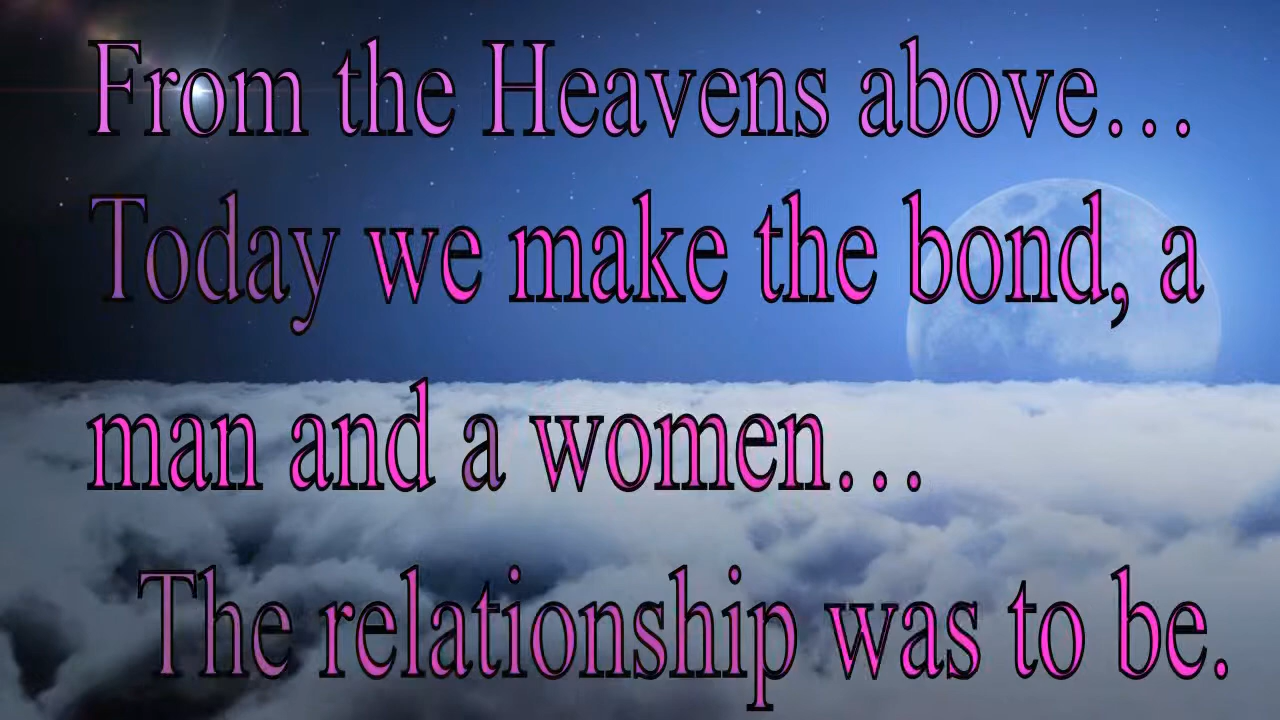 From the Heavens above…
Today we make the bond, a
man and a women…
The relationship was to be.